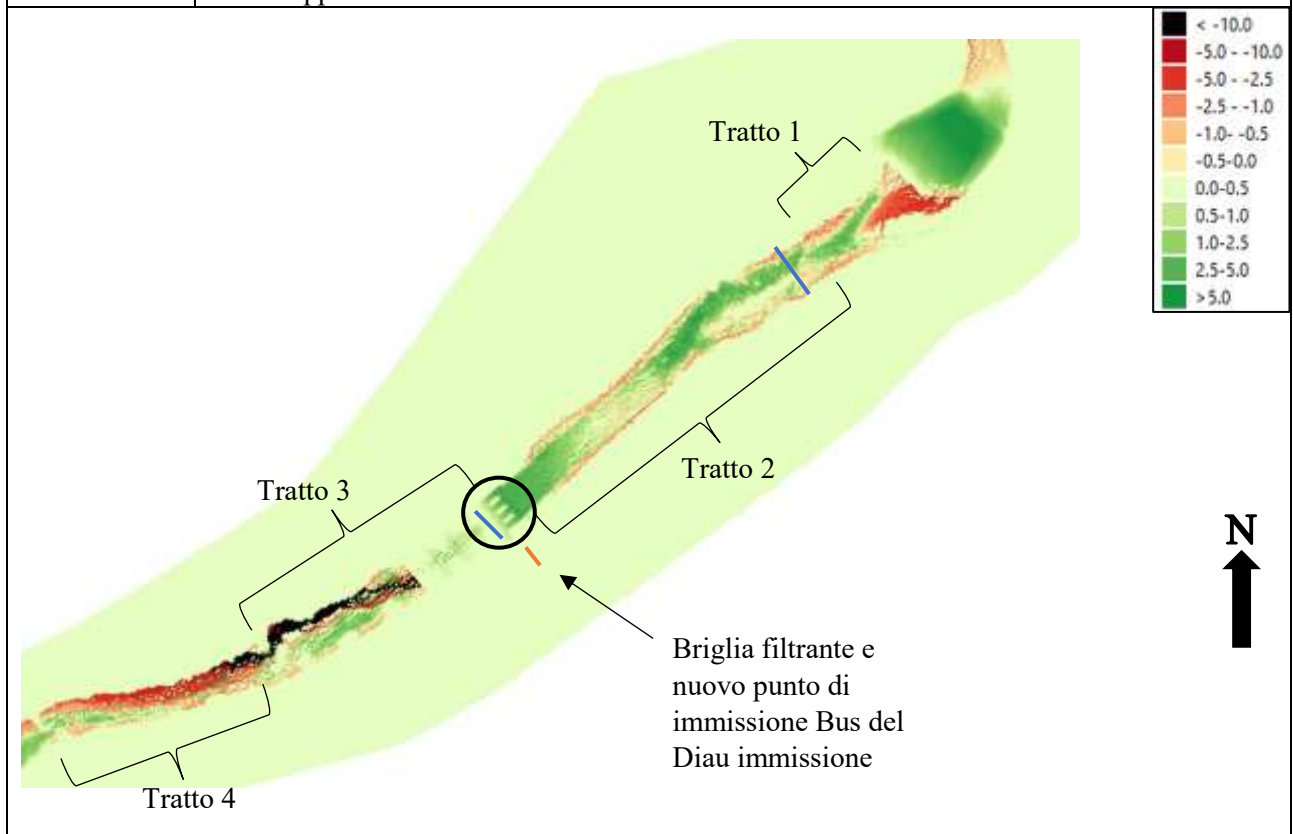 < -10.0
-5.0 - -10.0
-5.0 - -2.5
-2.5 - -1.0
-1.0- -0.5
-0.5-0.0
0.0-0.5
0.5-1.0
1.0-2.5
2.5-5.0
>5.0
Tratto 1
Tratto 2
Tratto 3
N
Briglia filtrante e
nuovo punto di
immissione Bus del
Diau immissione
Tratto 4